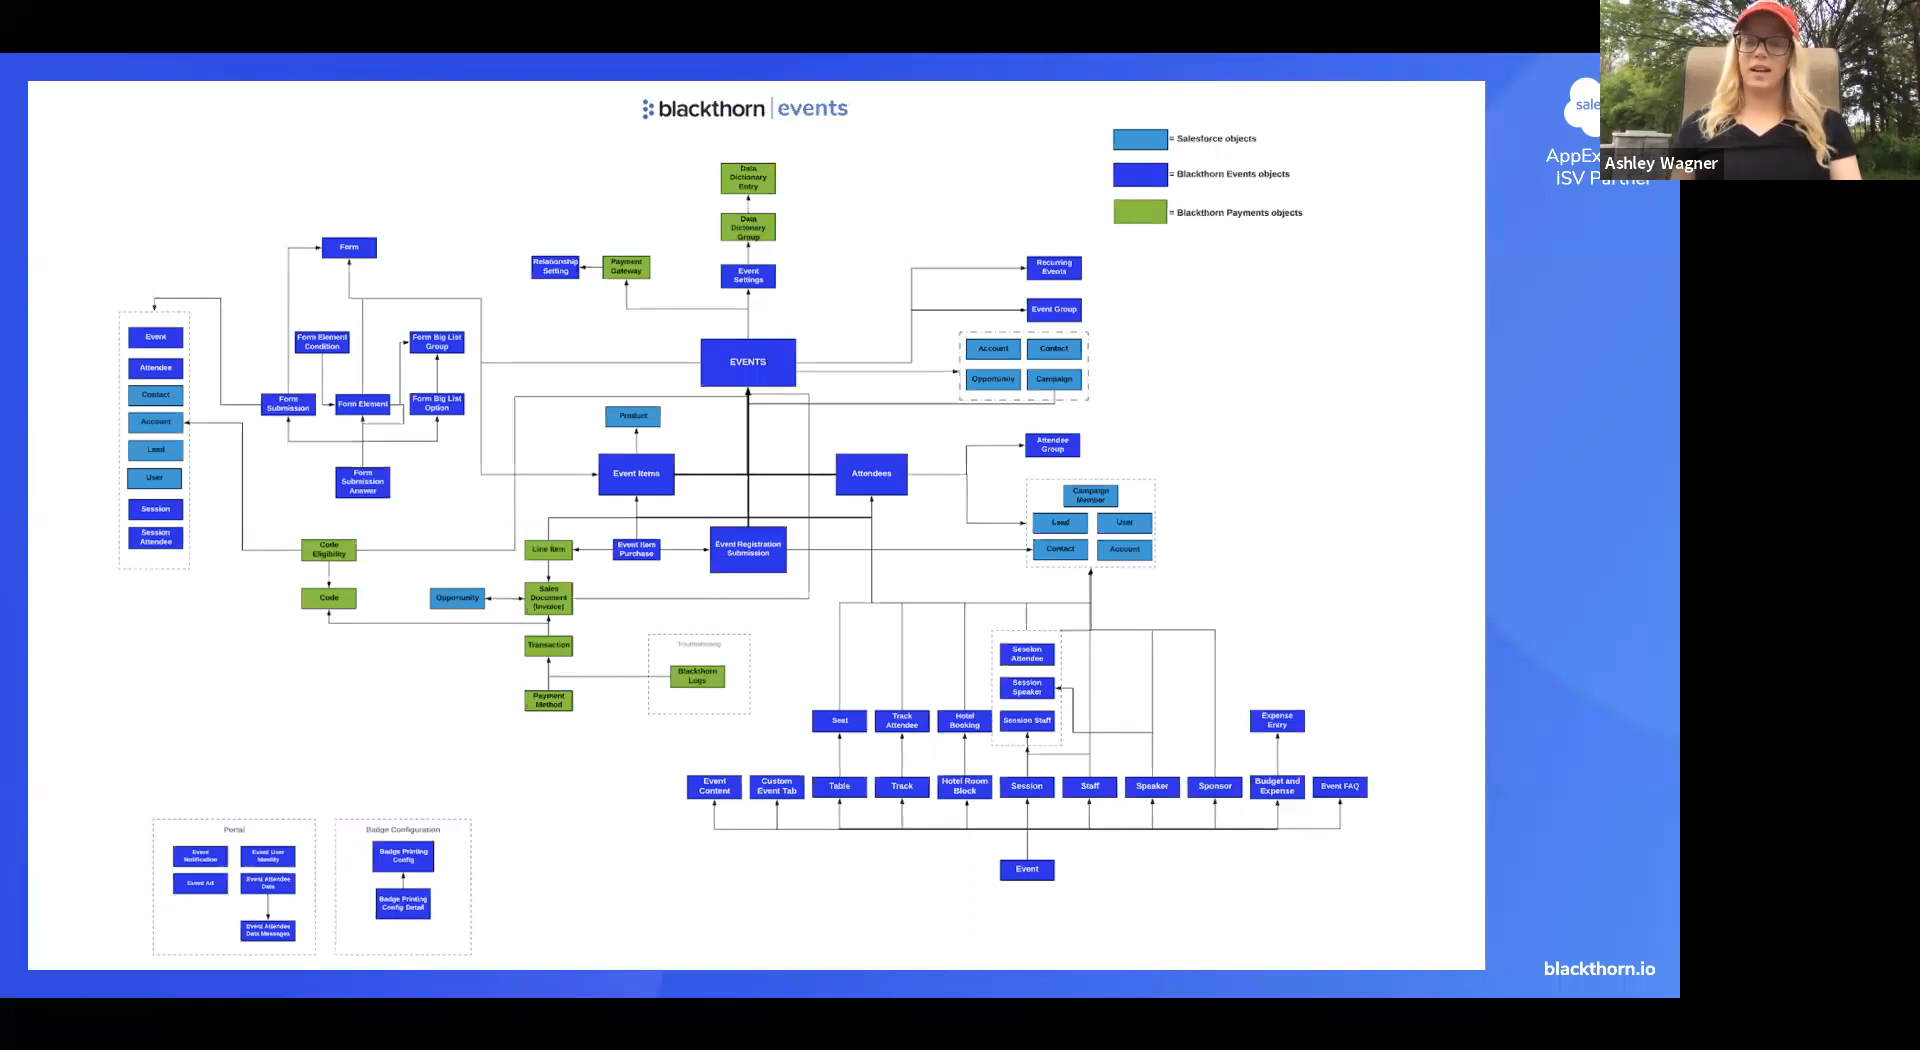 blackthorn | events
= Salesforce objects
= Blackthorn Events objects
= Blackthorn Payments objects
sale
AppEx
ISV Partner
Ashley Wagner
Data
Dictionary
Entry
Data
Dictionary
Group
Event
Settings
Relationship
Setting
Payment
Gateway
Form
Recurring
Events
Event Group
EVENTS
Account
Contact
Opportunity
Campaign
Event
Attendee
Contact
Account
Lead
User
Session
Session
Attendee
Form Element
Condition
Form Big List
Group
Form
Submission
Form Element
Form Big List
Option
Form
Submission
Answer
Product
Event Items
Attendees
Attendee
Group
Campaign
Member
Lead
User
Contact
Account
Code
Eligibility
Code
Line Item
Event Item
Purchase
Event Registration
Submission
Opportunity
Sales
Document
(Invoice)
Transaction
Payment
Method
Troubleshooting
Blackthorn
Logs
Session
Attendee
Session
Speaker
Session Staff
Seat
Track
Attendee
Hotel
Booking
Expense
Entry
Event
Content
Custom
Event Tab
Table
Track
Hotel Room
Block
Session
Staff
Speaker
Sponsor
Budget and
Expense
Event FAQ
Event
Portal
Event
Notification
Event User
Identity
Event Ad
Event Attendee
Data
Event Attendee
Data Messages
Badge Configuration
Badge Printing
Config
Badge Printing
Config Detail
blackthorn.io